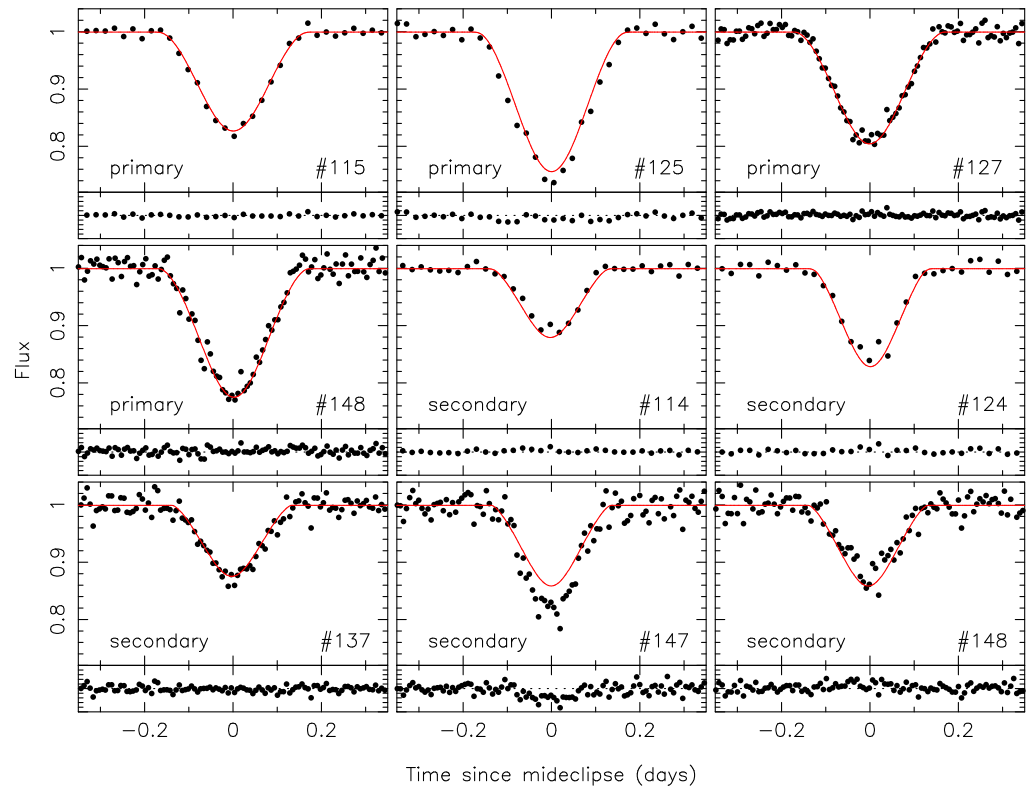 1
0.9
0.8
primary #115
primary #125
primary #127
1
0.9
0.8
Flux
primary #148
secondary #114
secondary #124
1
0.9
0.8
secondary #137
secondary #147
secondary #148
−0.2 0 0.2
−0.2 0 0.2
−0.2 0 0.2
Time since mideclipse (days)